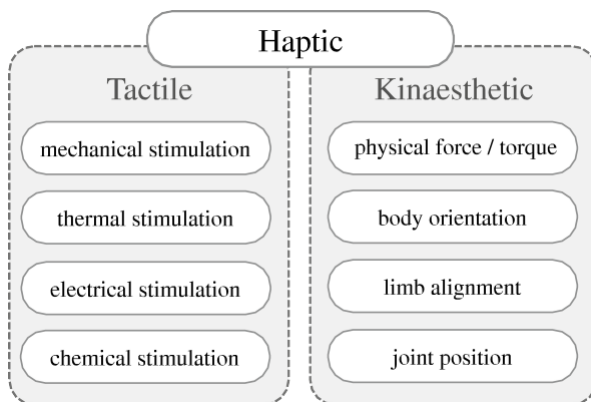 Haptic
Tactile
mechanical stimulation
thermal stimulation
electrical stimulation
chemical stimulation
Kinaesthetic
physical force / torque
body orientation
limb alignment
joint position